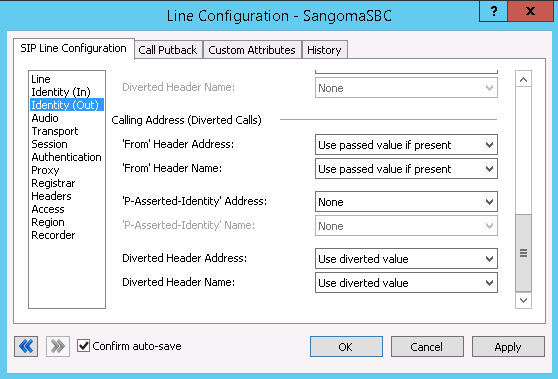 Line Configuration - SangomaSBC
? X
SIP Line Configuration Call Putback Custom Attributes History
Line
Identity (In)
Identity (Out)
Audio
Transport
Session
Authentication
Proxy
Registrar
Headers
Access
Region
Recorder
Diverted Header Name: None
Calling Address (Diverted Calls)
'From' Header Address: Use passed value if present
'From' Header Name: Use passed value if present
'P-Asserted-Identity' Address: None
'P-Asserted-Identity' Name: None
Diverted Header Address: Use diverted value
Diverted Header Name: Use diverted value
Confirm auto-save OK Cancel Apply